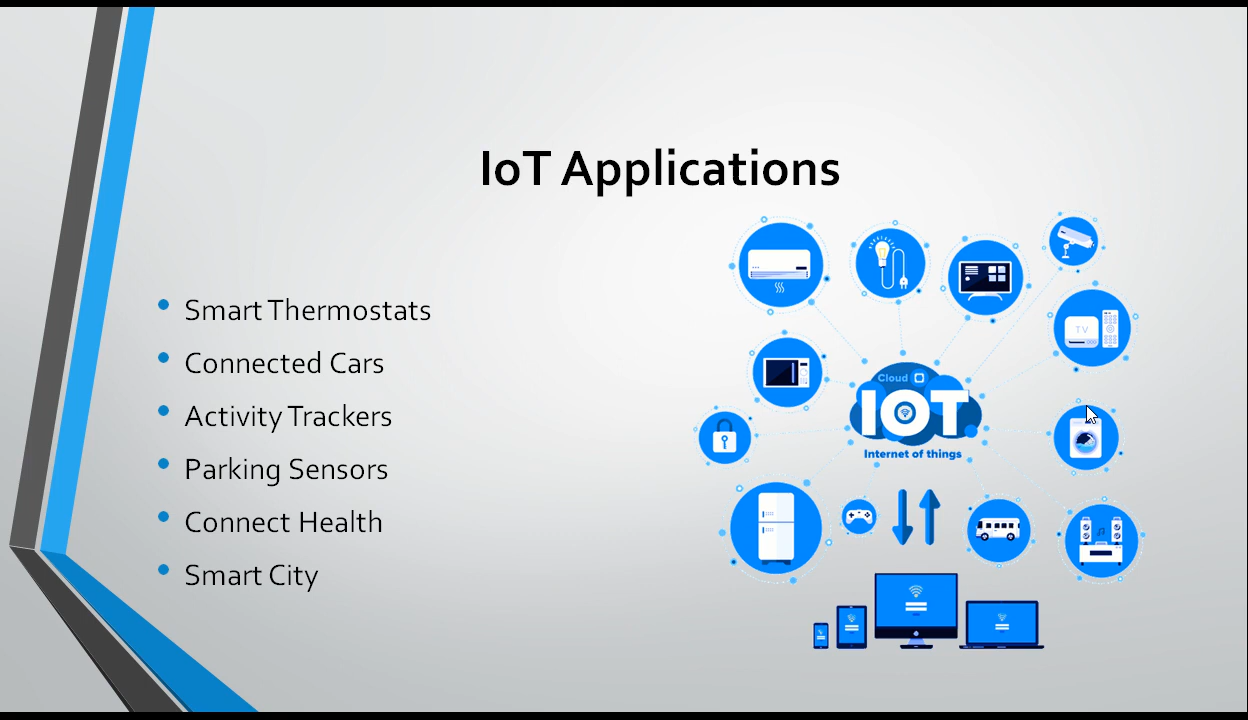 IoT Applications
Smart Thermostats
Connected Cars
Activity Trackers
Parking Sensors
Connect Health
Smart City
TV
Cloud
IOT
Internet of things